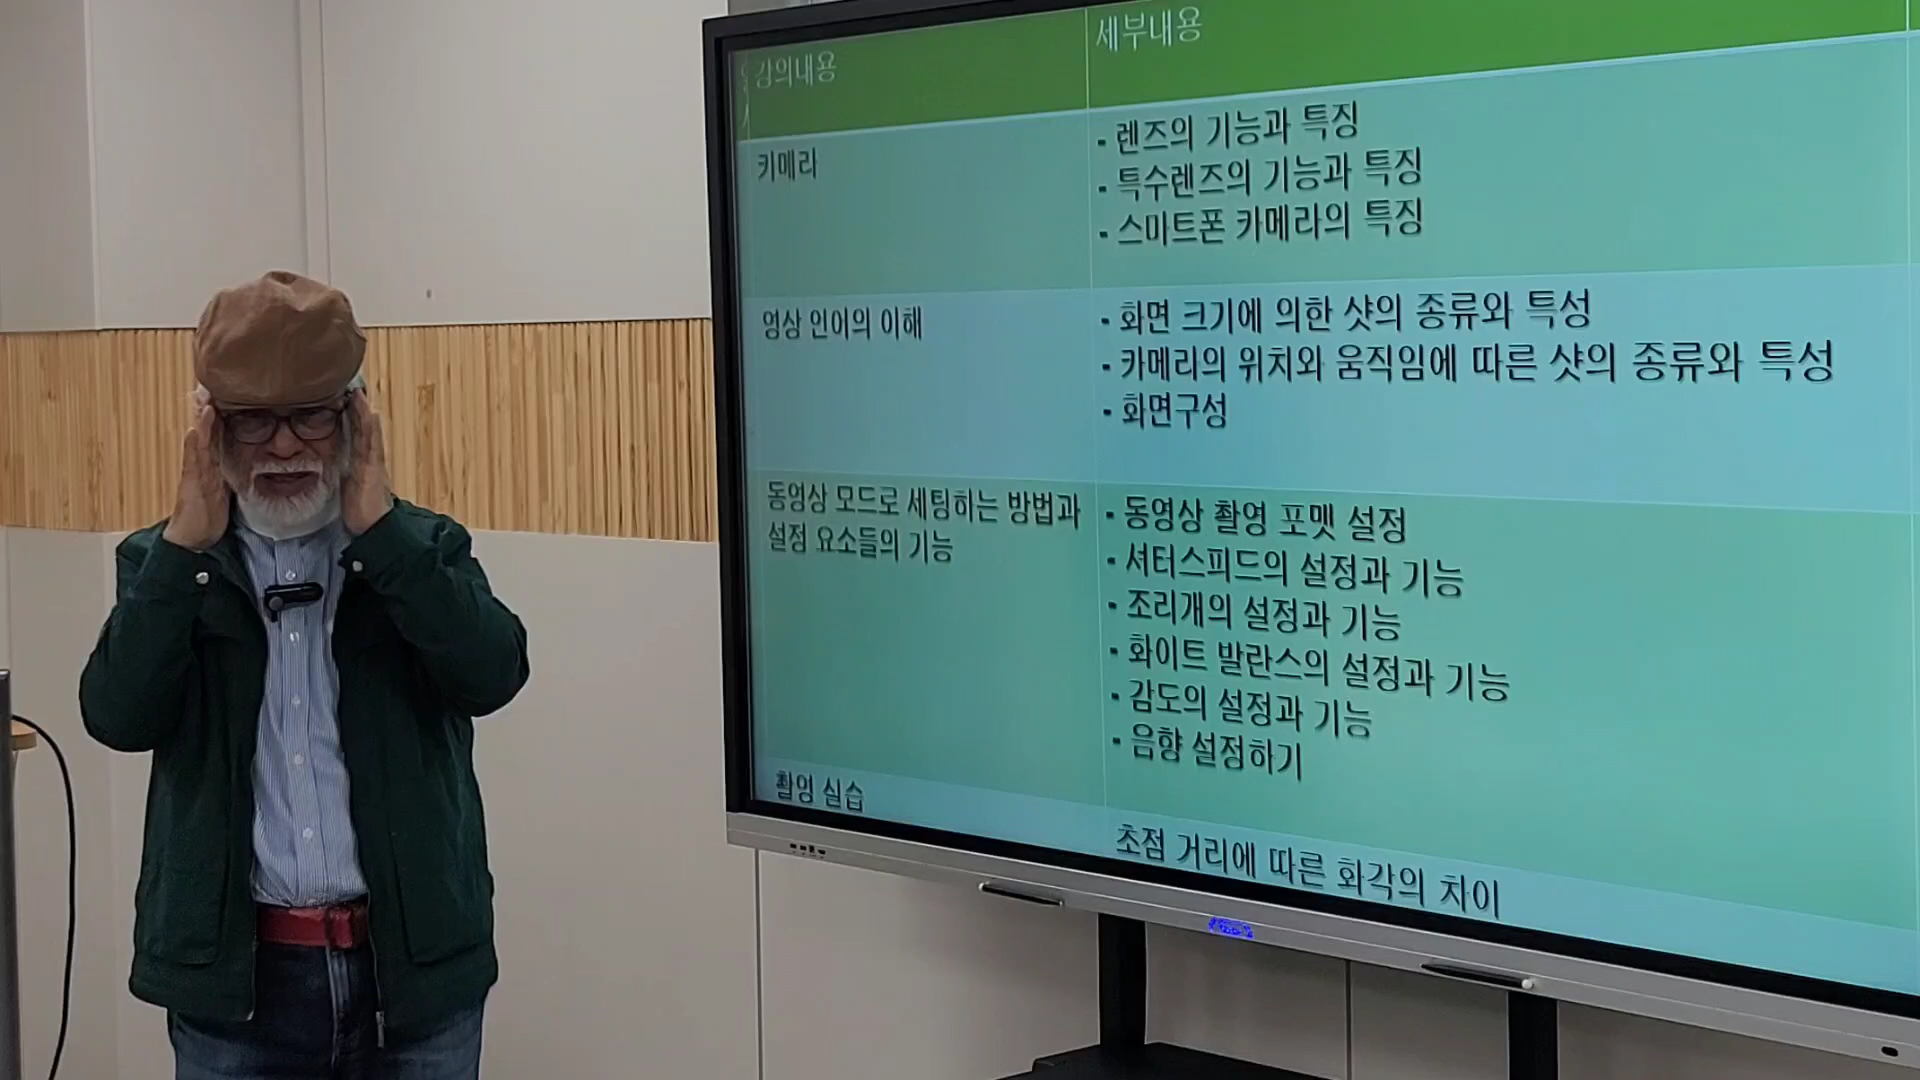 강의내용
세부내용
키메라
- 렌즈의 기능과 특징
- 특수렌즈의 기능과 특징
- 스마트폰 카메라의 특징
영상 언어의 이해
- 화면 크기에 의한 샷의 종류와 특성
- 카메리의 위치와 움직임에 따른 샷의 종류와 특성
- 화면구성
동영상 모드로 세팅하는 방법과
설정 요소들의 기능
- 동영상 촬영 포멧 설정
- 셔터스피드의 설정과 기능
- 조리개의 설정과 기능
- 화이트 발란스의 설정과 기능
- 감도의 설정과 기능
- 음향 설정하기
촬영 실습
초점 거리에 따른 화각의 차이